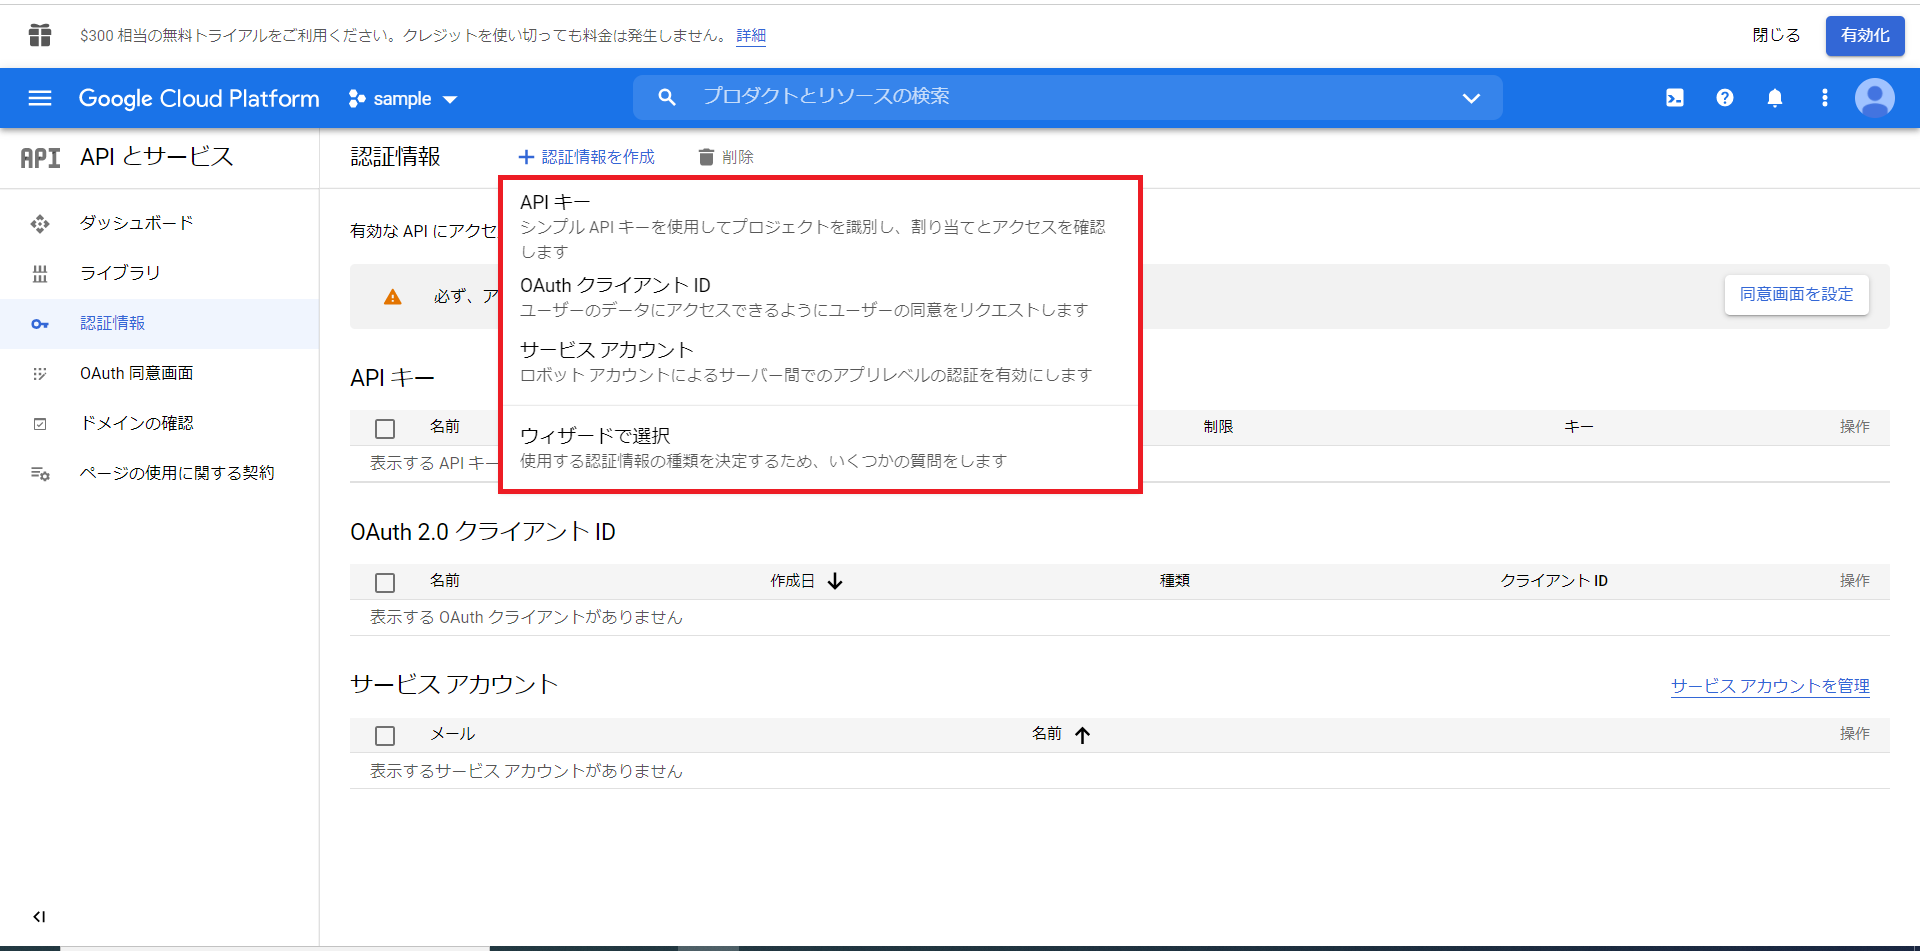 $300 相当の無料トライアルをご利用ください。クレジットを使い切っても料金は発生しません。 詳細
閉じる
有効化
Google Cloud Platform
sample
プロダクトとリソースの検索
API
API とサービス
ダッシュボード
ライブラリ
認証情報
OAuth 同意画面
ドメインの確認
ページの使用に関する契約
認証情報
認証情報を作成
削除
有効な API にアクセ
必ず、ア
同意画面を設定
API キー
シンプル API キーを使用してプロジェクトを識別し、割り当てとアクセスを確認
します
OAuth クライアント ID
ユーザーのデータにアクセスできるようにユーザーの同意をリクエストします
サービス アカウント
ロボット アカウントによるサーバー間でのアプリレベルの認証を有効にします
ウィザードで選択
使用する認証情報の種類を決定するため、いくつかの質問をします
API キー
名前
制限
キー
操作
表示する API キー
OAuth 2.0 クライアント ID
名前
作成日
種類
クライアント ID
操作
表示する OAuth クライアントがありません
サービス アカウント
サービス アカウントを管理
メール
名前
操作
表示するサービス アカウントがありません